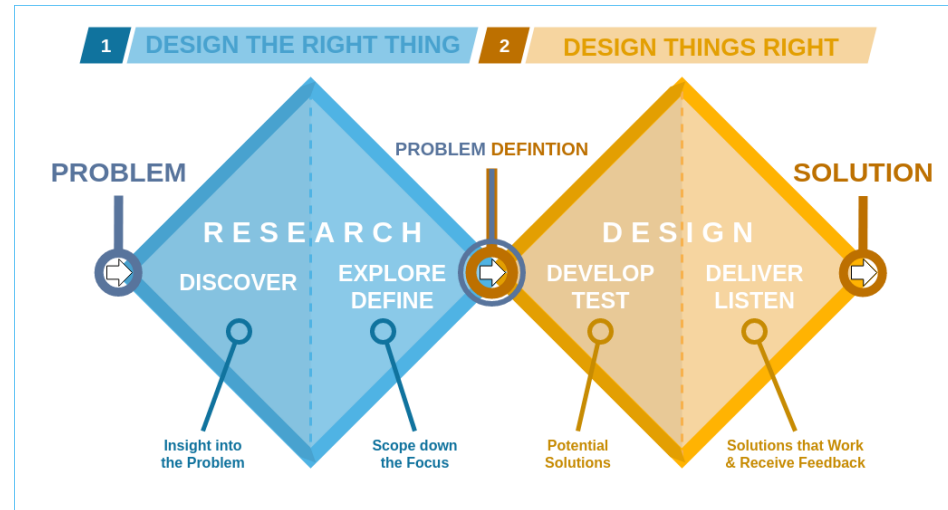 1 DESIGN THE RIGHT THING 2 DESIGN THINGS RIGHT
PROBLEM DEFINTION
PROBLEM
SOLUTION
RESEARCH
DISCOVER
EXPLORE
DEFINE
DESIGN
DEVELOP
TEST
DELIVER
LISTEN
Insight into
the Problem
Scope down
the Focus
Potential
Solutions
Solutions that Work
& Receive Feedback